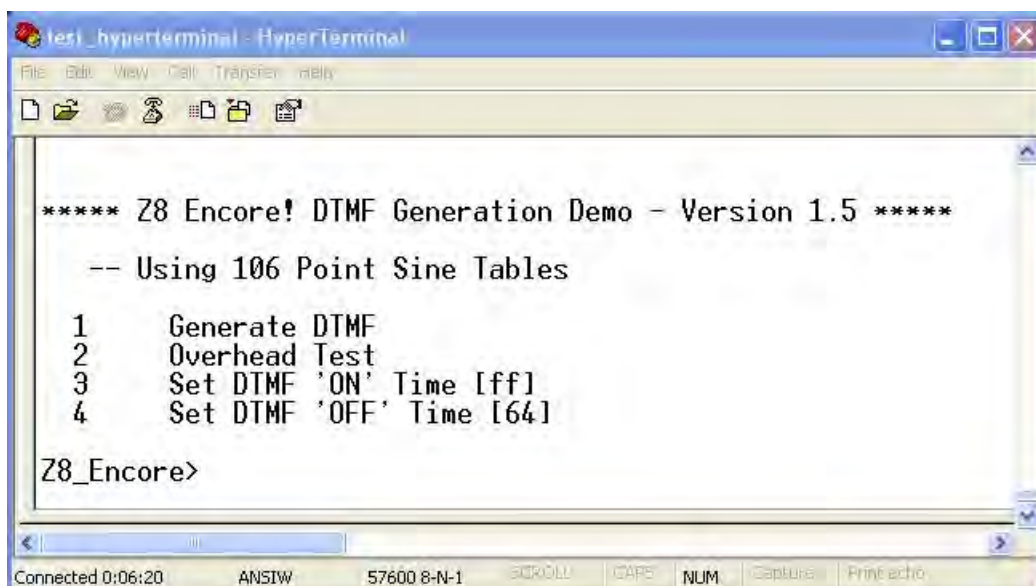 test_hyperterminal - HyperTerminal
File Edit View Call Transfer Help
***** Z8 Encore! DTMF Generation Demo - Version 1.5 *****
-- Using 106 Point Sine Tables
1 Generate DTMF
2 Overhead Test
3 Set DTMF 'ON' Time [ff]
4 Set DTMF 'OFF' Time [64]
Z8_Encore>
Connected 0:06:20 ANSIW 57600 8-N-1 SCROLL CAPS NUM Capture Print echo